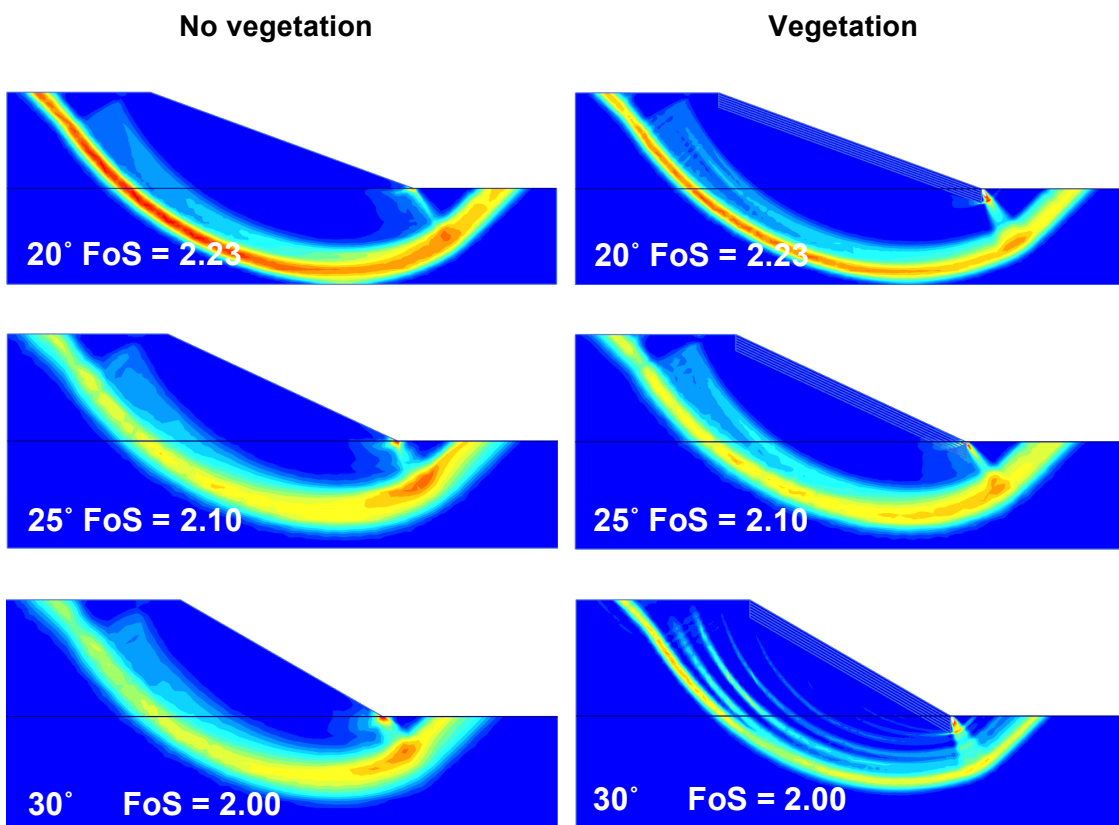 No vegetation
Vegetation
20˚ FoS = 2.23
20˚ FoS = 2.23
25˚ FoS = 2.10
25˚ FoS = 2.10
30˚ FoS = 2.00
30˚ FoS = 2.00